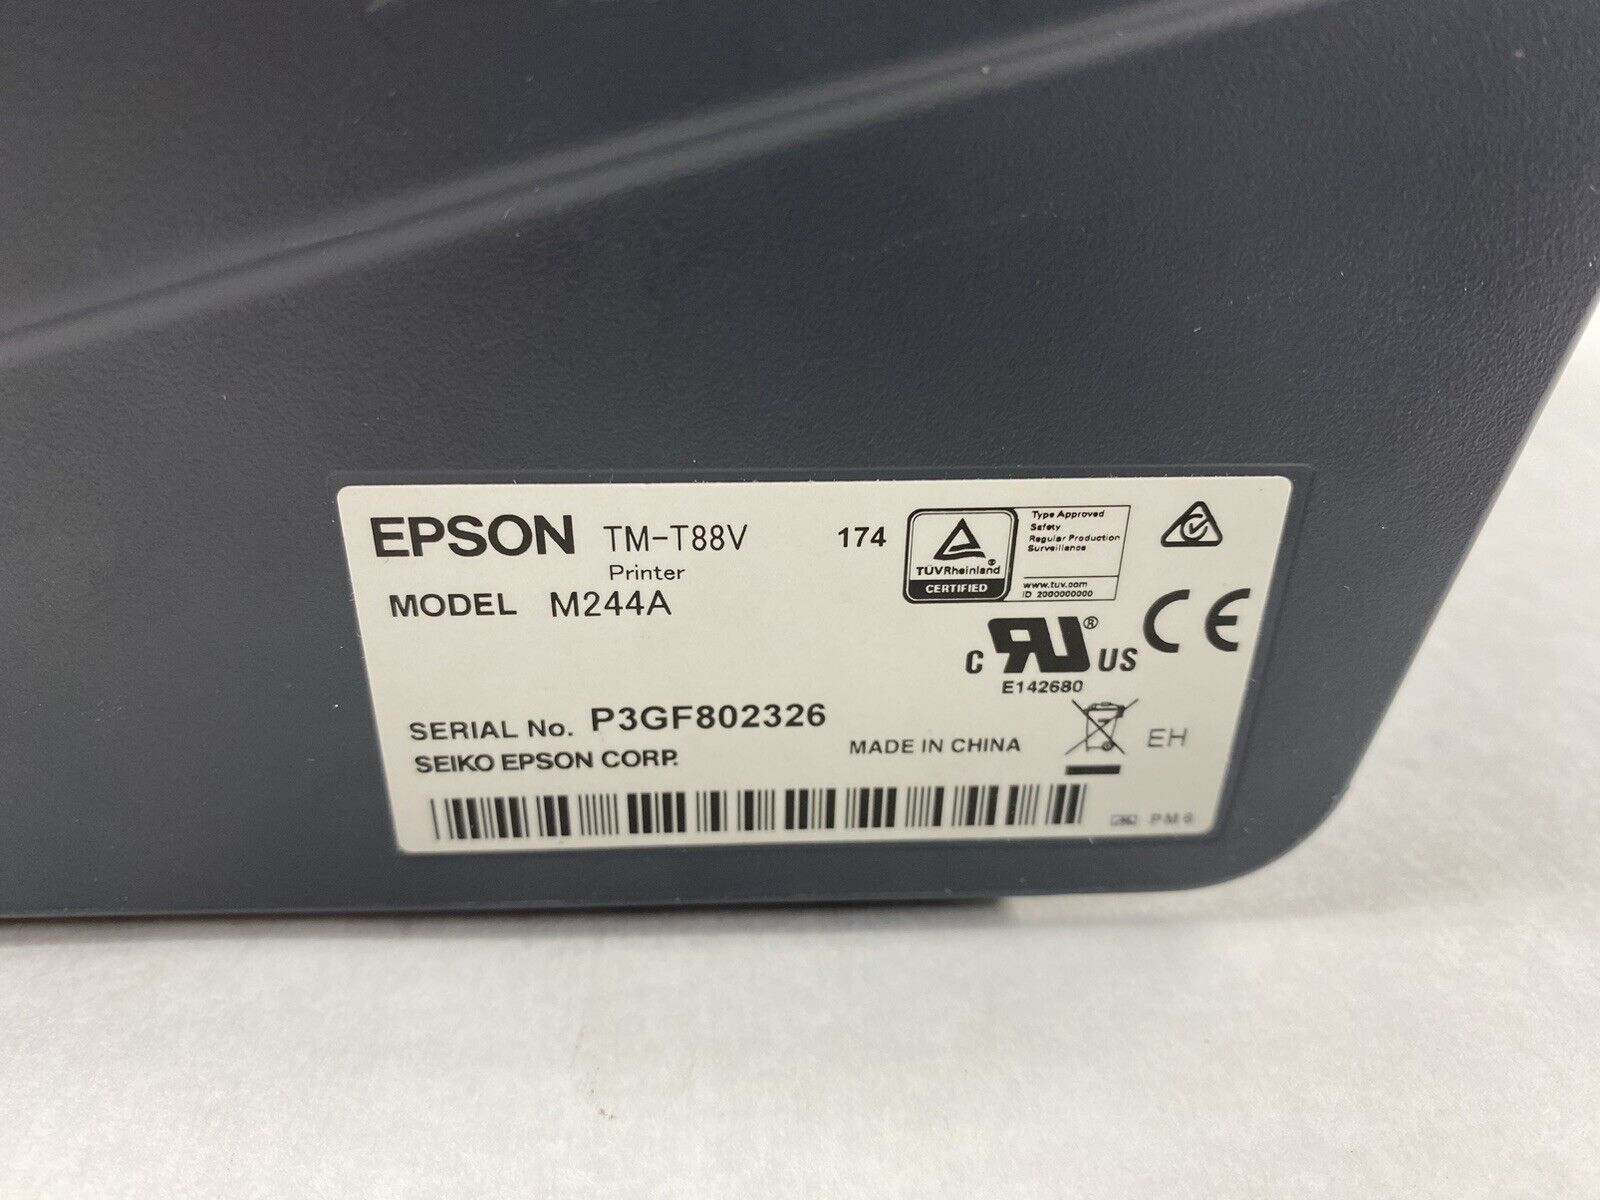 EPSON TM-T88V 174
Printer
MODEL M244A
TÜVRheinland®
CERTIFIED
Type Approved
Safety
Regular Production
Surveillance
www.tuv.com
ID 2000000000
C US ®
E142680
CE
SERIAL No. P3GF802326
SEIKO EPSON CORP.
MADE IN CHINA
EH
PM6